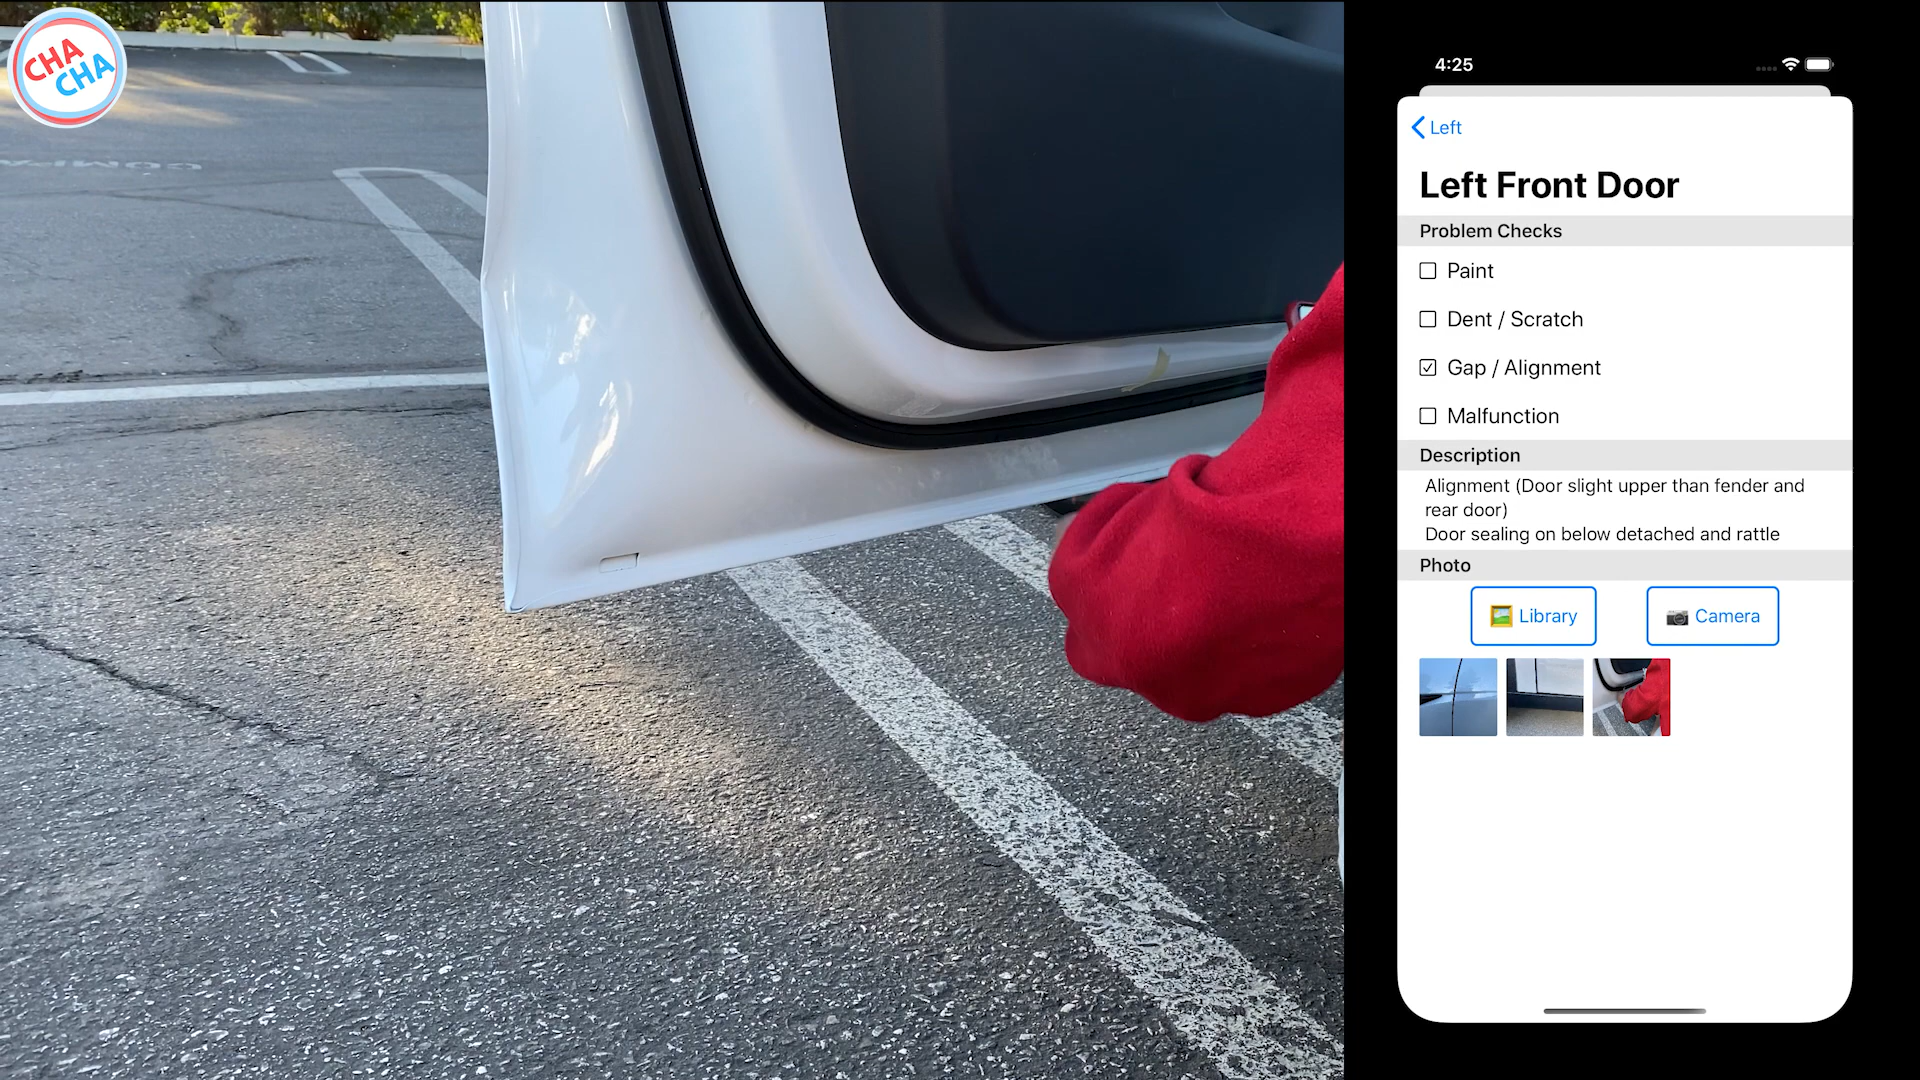 CHA
CHA
COMPA
4:25
Left
Left Front Door
Problem Checks
Paint
Dent / Scratch
Gap / Alignment
Malfunction
Description
Alignment (Door slight upper than fender and
rear door)
Door sealing on below detached and rattle
Photo
Library
Camera